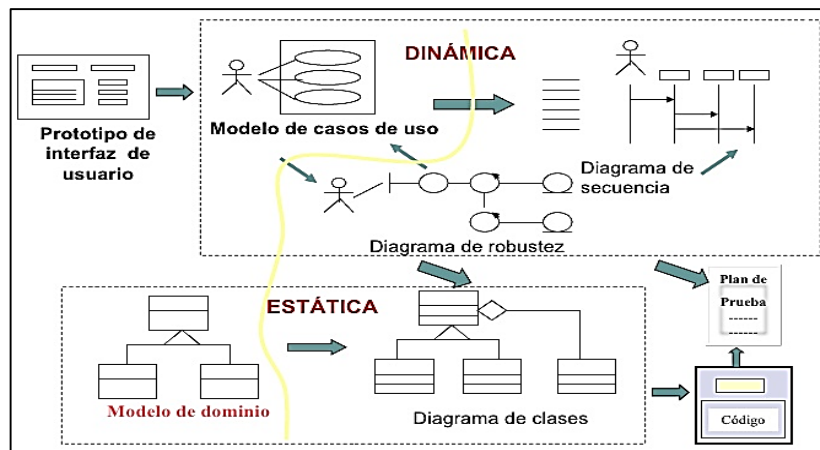 DINÁMICA
Prototipo de
interfaz de
usuario
Modelo de casos de uso
Diagrama de
secuencia
Diagrama de robustez
Plan de
Prueba
------
------
ESTÁTICA
Modelo de dominio
Diagrama de clases
Código